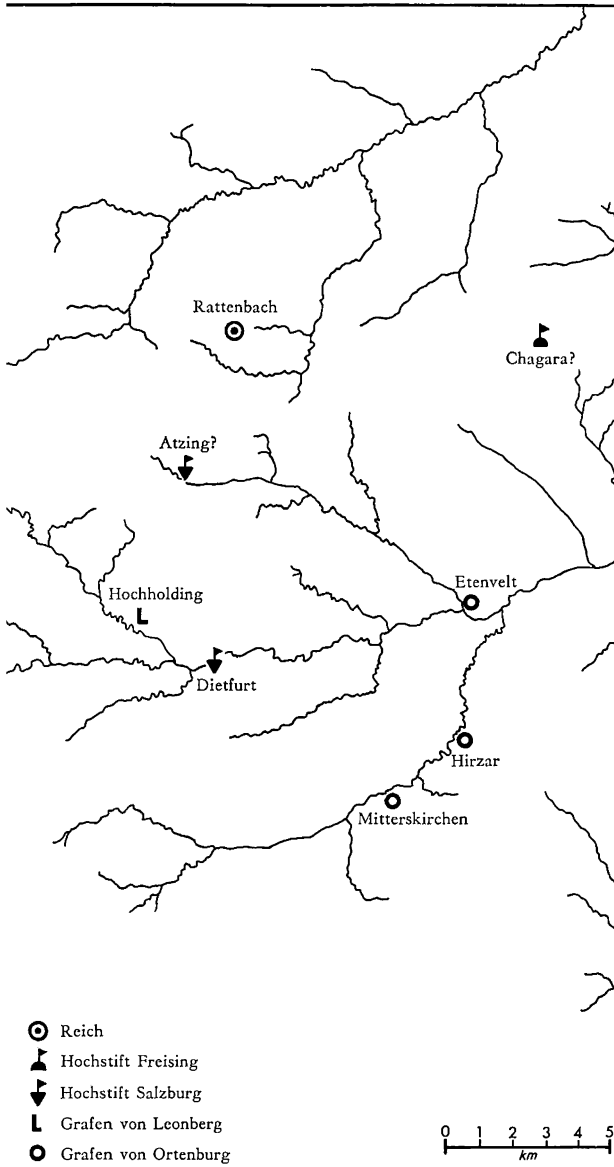 Rattenbach
Chagara?
Atzing?
Etenvelt
Hochholding
Dietfurt
Hirzar
Mitterskirchen
Reich
Hochstift Freising
Hochstift Salzburg
L Grafen von Leonberg
Grafen von Ortenburg
0 1 2 3 4 5
km
L